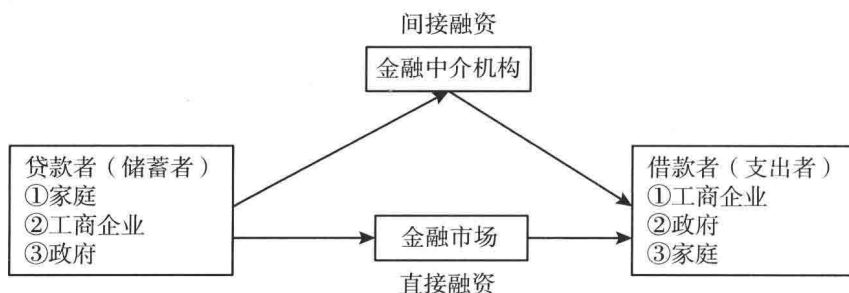 间接融资
金融中介机构
贷款者（储蓄者）
①家庭
②工商企业
③政府
金融市场
直接融资
借款者（支出者）
①工商企业
②政府
③家庭